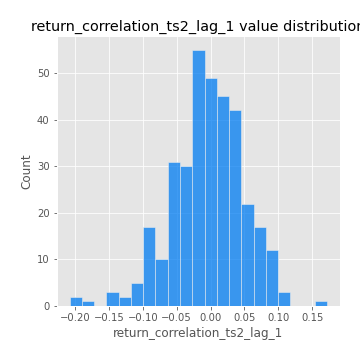 return_correlation_ts2_lag_1 value distribution
50
40
30
20
10
0
Count
−0.20 −0.15 −0.10 −0.05 0.00 0.05 0.10 0.15
return_correlation_ts2_lag_1